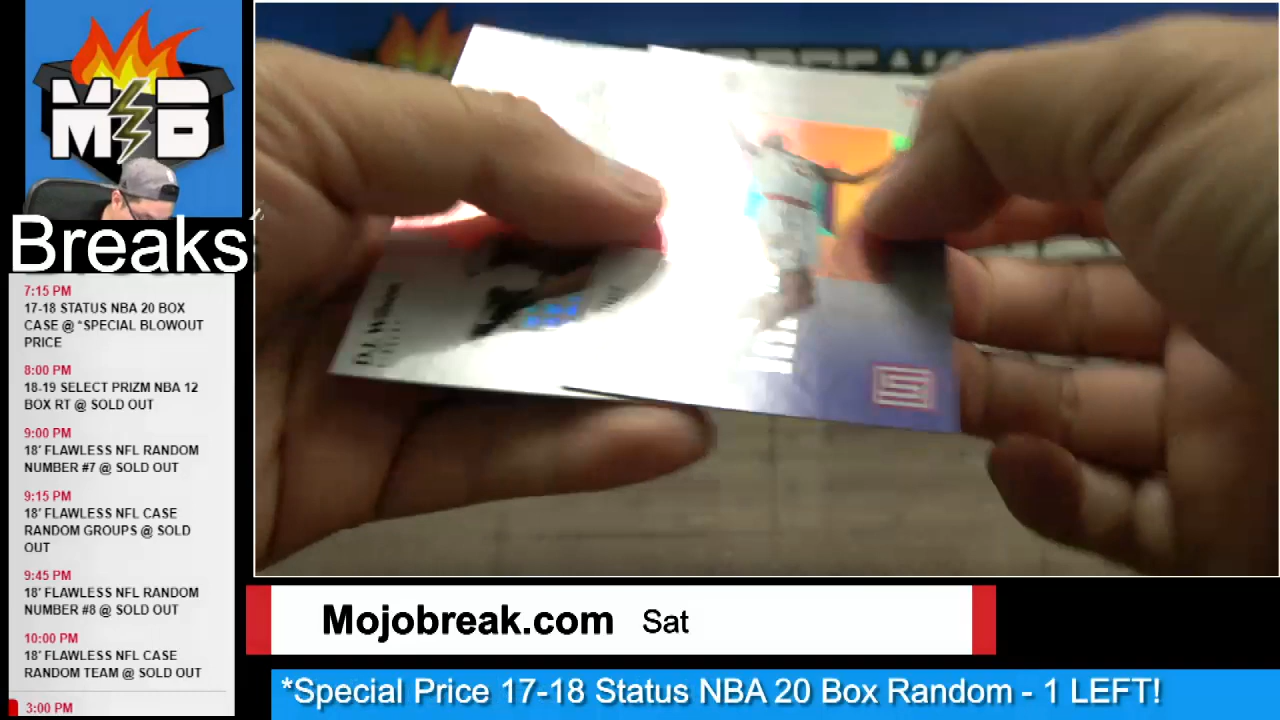 M B
Breaks
7:15 PM
17-18 STATUS NBA 20 BOX
CASE @ *SPECIAL BLOWOUT
PRICE
8:00 PM
18-19 SELECT PRIZM NBA 12
BOX RT @ SOLD OUT
9:00 PM
18' FLAWLESS NFL RANDOM
NUMBER #7 @ SOLD OUT
9:15 PM
18' FLAWLESS NFL CASE
RANDOM GROUPS @ SOLD
OUT
9:45 PM
18' FLAWLESS NFL RANDOM
NUMBER #8 @ SOLD OUT
10:00 PM
18' FLAWLESS NFL CASE
RANDOM TEAM @ SOLD OUT
3:00 PM
D.J. Wilson
Mojobreak.com Sat
*Special Price 17-18 Status NBA 20 Box Random - 1 LEFT!